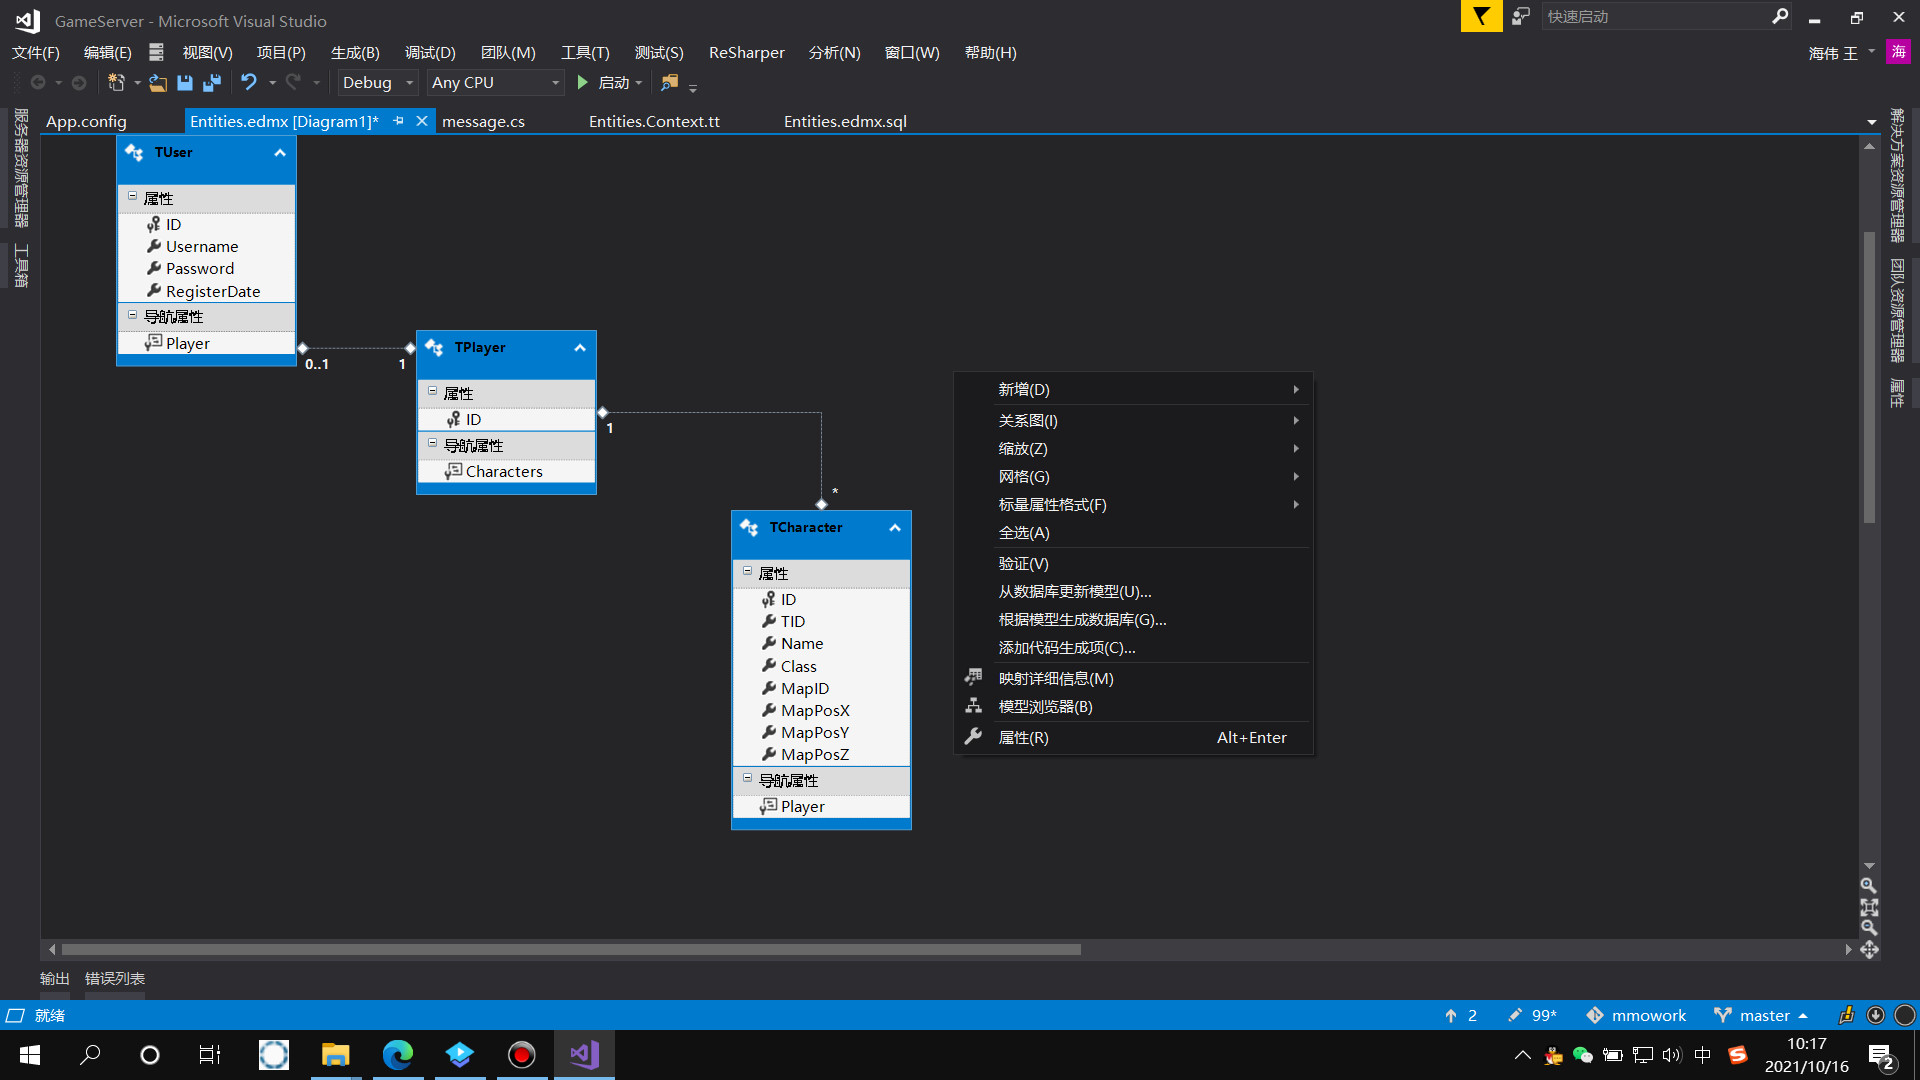 GameServer - Microsoft Visual Studio
快速启动
文件(F) 编辑(E) 视图(V) 项目(P) 生成(B) 调试(D) 团队(M) 工具(T) 测试(S) ReSharper 分析(N) 窗口(W) 帮助(H)
海伟 王 海
Debug Any CPU 启动
服务器资源管理器
工具箱
App.config Entities.edmx [Diagram1]* message.cs Entities.Context.tt Entities.edmx.sql
解决方案资源管理器
团队资源管理器
属性
TUser
属性
ID
Username
Password
RegisterDate
导航属性
Player
0..1
1
TPlayer
属性
ID
导航属性
Characters
1
*
TCharacter
属性
ID
TID
Name
Class
MapID
MapPosX
MapPosY
MapPosZ
导航属性
Player
新增(D)
关系图(I)
缩放(Z)
网格(G)
标量属性格式(F)
全选(A)
验证(V)
从数据库更新模型(U)...
根据模型生成数据库(G)...
添加代码生成项(C)...
映射详细信息(M)
模型浏览器(B)
属性(R) Alt+Enter
输出 错误列表
就绪
2 99* mmowork master
中
10:17
2021/10/16
2